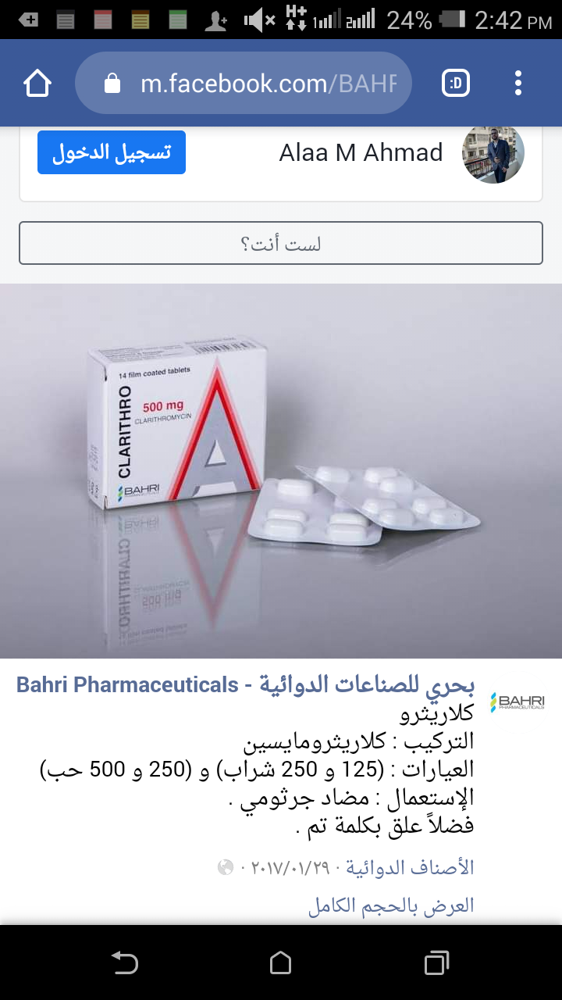 24% 2:42 PM
m.facebook.com/BAHF
:D
تسجيل الدخول
Alaa M Ahmad
لست أنت؟
14 film coated tablets
CLARITHRO
500 mg
CLARITHROMYCIN
BAHRI
PHARMACEUTICALS
بحري للصناعات الدوائية - Bahri Pharmaceuticals
BAHRI
PHARMACEUTICALS
كلاريثرو
التركيب : كلاريثرومايسين
العيارات : (125 و 250 شراب) و (250 و 500 حب)
الإستعمال : مضاد جرثومي .
فضلاً علق بكلمة تم .
الأصناف الدوائية · ٢٠١٧/٠١/٢٩ ·
العرض بالحجم الكامل